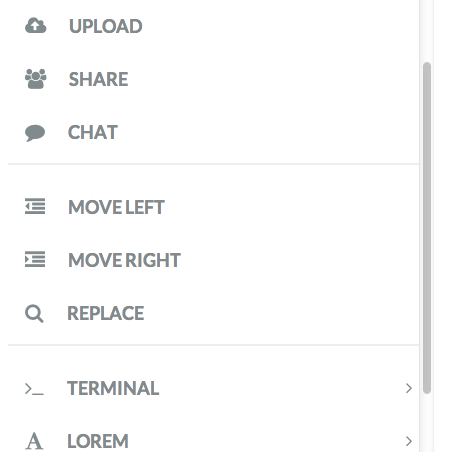 UPLOAD
SHARE
CHAT
MOVE LEFT
MOVE RIGHT
REPLACE
TERMINAL
LOREM